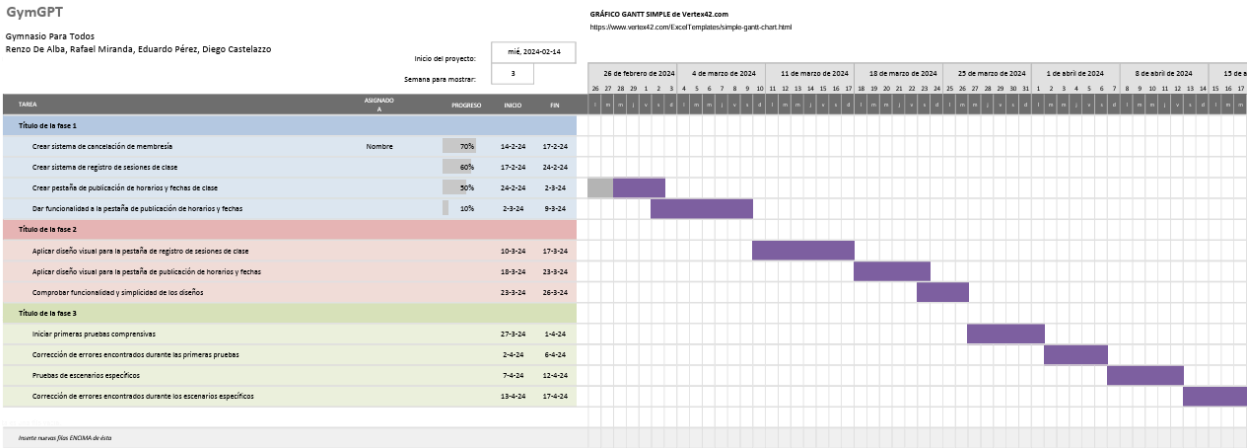 GymGPT
GRÁFICO GANTT SIMPLE de Vertex42.com
https://www.vertex42.com/ExcelTemplates/simple-gantt-chart.html
Gymnasio Para Todos
Renzo De Alba, Rafael Miranda, Eduardo Pérez, Diego Castelazzo
Inicio del proyecto: mié, 2024-02-14
Semana para mostrar: 3
26 de febrero de 2024 4 de marzo de 2024 11 de marzo de 2024 18 de marzo de 2024 25 de marzo de 2024 1 de abril de 2024 8 de abril de 2024 15 de a
26 27 28 29 1 2 3 4 5 6 7 8 9 10 11 12 13 14 15 16 17 18 19 20 21 22 23 24 25 26 27 28 29 30 31 1 2 3 4 5 6 7 8 9 10 11 12 13 14 15 16 17
TAREA ASIGNADO A PROGRESO INICIO FIN l m m j v s d l m m j v s d l m m j v s d l m m j v s d l m m j v s d l m m j v s d l m m j v s d l m m
Título de la fase 1
Crear sistema de cancelación de membresía Nombre 70% 14-2-24 17-2-24
Crear sistema de registro de sesiones de clase 60% 17-2-24 24-2-24
Crear pestaña de publicación de horarios y fechas de clase 50% 24-2-24 2-3-24
Dar funcionalidad a la pestaña de publicación de horarios y fechas 10% 2-3-24 9-3-24
Título de la fase 2
Aplicar diseño visual para la pestaña de registro de sesiones de clase 10-3-24 17-3-24
Aplicar diseño visual para la pestaña de publicación de horarios y fechas 18-3-24 23-3-24
Comprobar funcionalidad y simplicidad de los diseños 23-3-24 26-3-24
Título de la fase 3
Iniciar primeras pruebas comprensivas 27-3-24 1-4-24
Corrección de errores encontrados durante las primeras pruebas 2-4-24 6-4-24
Pruebas de escenarios específicos 7-4-24 12-4-24
Corrección de errores encontrados durante los escenarios específicos 13-4-24 17-4-24
Inserte nuevas filas ENCIMA de ésta